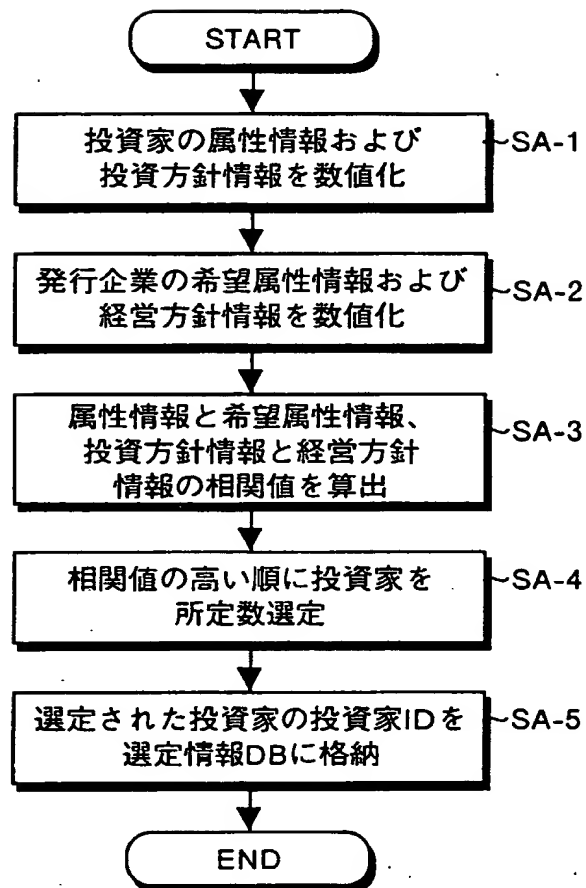 START
投資家の属性情報および
投資方針情報を数値化
~SA-1
発行企業の希望属性情報および
経営方針情報を数値化
~SA-2
属性情報と希望属性情報、
投資方針情報と経営方針
情報の相関値を算出
~SA-3
相関値の高い順に投資家を
所定数選定
~SA-4
選定された投資家の投資家IDを
選定情報DBに格納
~SA-5
END